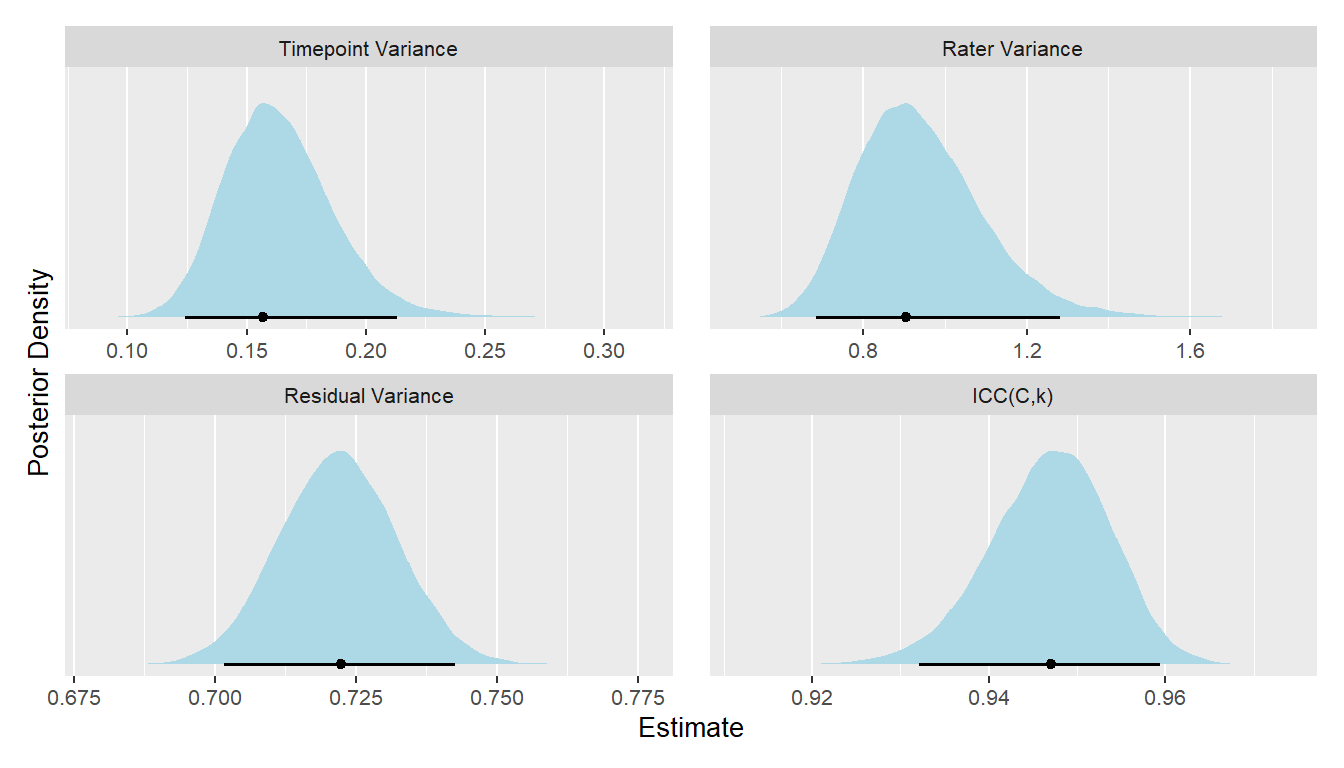 Timepoint Variance
Rater Variance
0.10 0.15 0.20 0.25 0.30
0.8 1.2 1.6
Residual Variance
ICC(C,k)
0.675 0.700 0.725 0.750 0.775
0.92 0.94 0.96
Posterior Density
Estimate